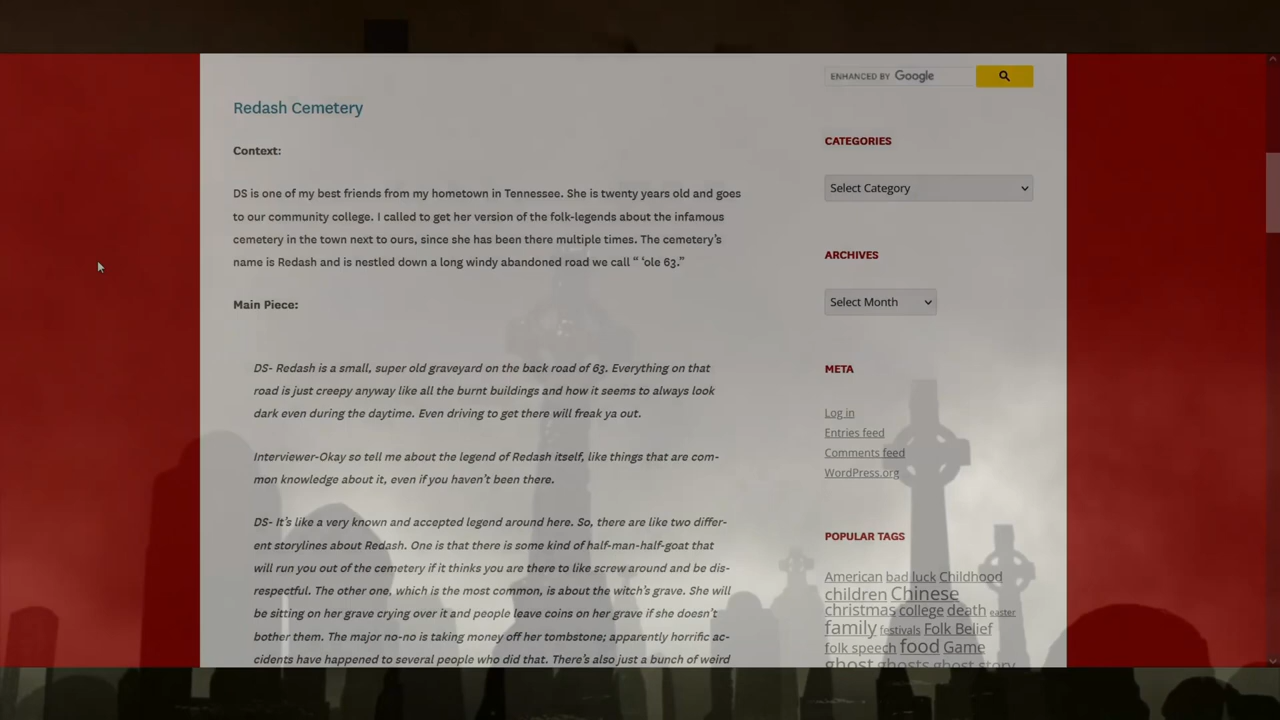 ENHANCED BY Google
Redash Cemetery
Context:
DS is one of my best friends from my hometown in Tennessee. She is twenty years old and goes
to our community college. I called to get her version of the folk-legends about the infamous
cemetery in the town next to ours, since she has been there multiple times. The cemetery's
name is Redash and is nestled down a long windy abandoned road we call “ ‘ole 63.”
Main Piece:
DS- Redash is a small, super old graveyard on the back road of 63. Everything on that
road is just creepy anyway like all the burnt buildings and how it seems to always look
dark even during the daytime. Even driving to get there will freak ya out.
Interviewer-Okay so tell me about the legend of Redash itself, like things that are com-
mon knowledge about it, even if you haven’t been there.
DS- It’s like a very known and accepted legend around here. So, there are like two differ-
ent storylines about Redash. One is that there is some kind of half-man-half-goat that
will run you out of the cemetery if it thinks you are there to like screw around and be dis-
respectful. The other one, which is the most common, is about the witch’s grave. She will
be sitting on her grave crying over it and people leave coins on her grave if she doesn’t
bother them. The major no-no is taking money off her tombstone; apparently horrific ac-
cidents have happened to several people who did that. There’s also just a bunch of weird
CATEGORIES
Select Category
ARCHIVES
Select Month
META
Log in
Entries feed
Comments feed
WordPress.org
POPULAR TAGS
American bad luck Childhood
children Chinese
christmas college death easter
family festivals Folk Belief
folk speech food Game
ghost ghosts ghost story